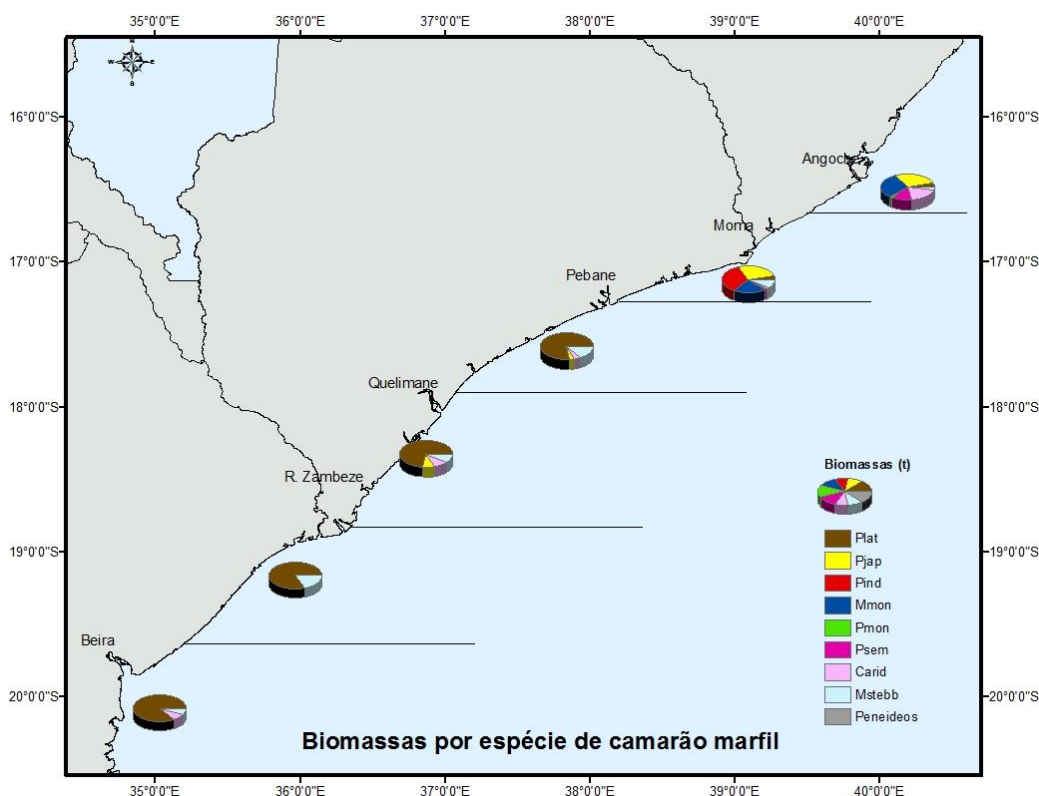 35°0'0"E 36°0'0"E 37°0'0"E 38°0'0"E 39°0'0"E 40°0'0"E
N
W E
S
16°0'0"S 16°0'0"S
Angoche
Moma
17°0'0"S 17°0'0"S
Pebane
Quelimane
18°0'0"S 18°0'0"S
Biomassas (t)
R. Zambeze
Plat
19°0'0"S 19°0'0"S
Pjap
Pind
Mmon
Pmon
Beira
Psem
Carid
Mstebb
20°0'0"S 20°0'0"S
Peneideos
Biomassas por espécie de camarão marfil
35°0'0"E 36°0'0"E 37°0'0"E 38°0'0"E 39°0'0"E 40°0'0"E